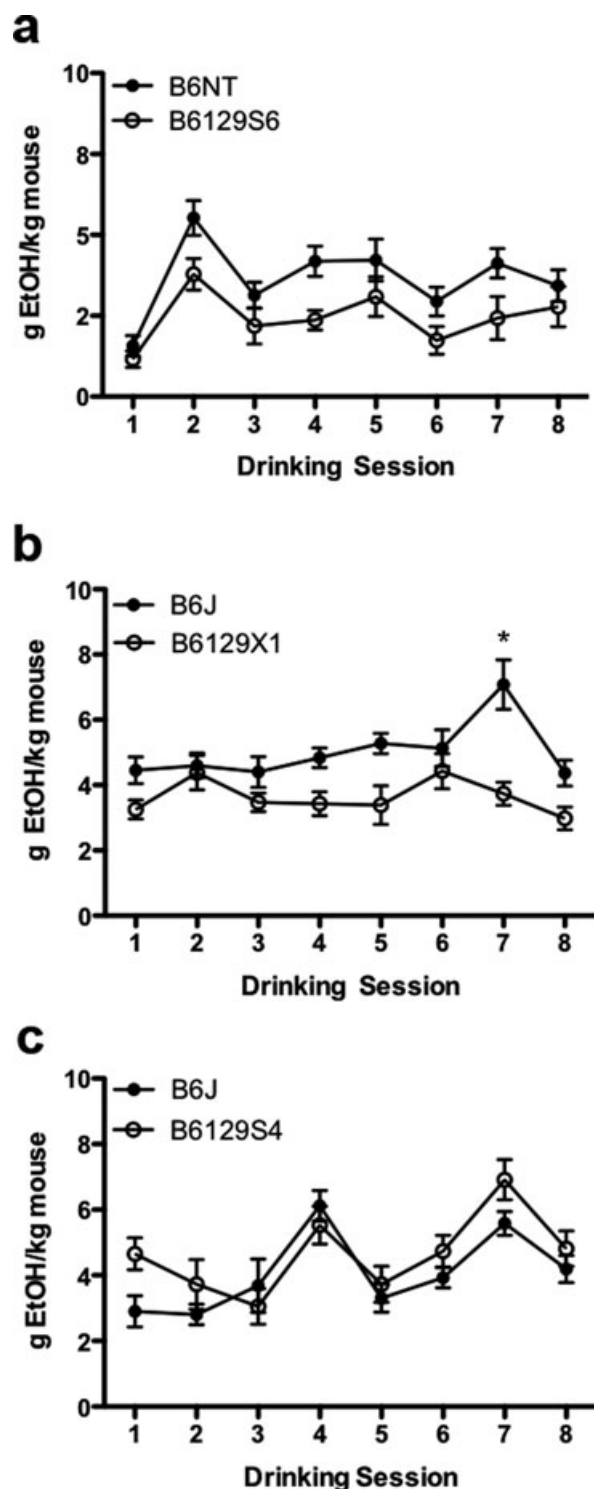 a
B6NT
B6129S6
g EtOH/kg mouse
10
8
5
2
0
1 2 3 4 5 6 7 8
Drinking Session
b
B6J
B6129X1
*
g EtOH/kg mouse
10
8
6
4
2
0
1 2 3 4 5 6 7 8
Drinking Session
c
B6J
B6129S4
g EtOH/kg mouse
10
8
6
4
2
0
1 2 3 4 5 6 7 8
Drinking Session